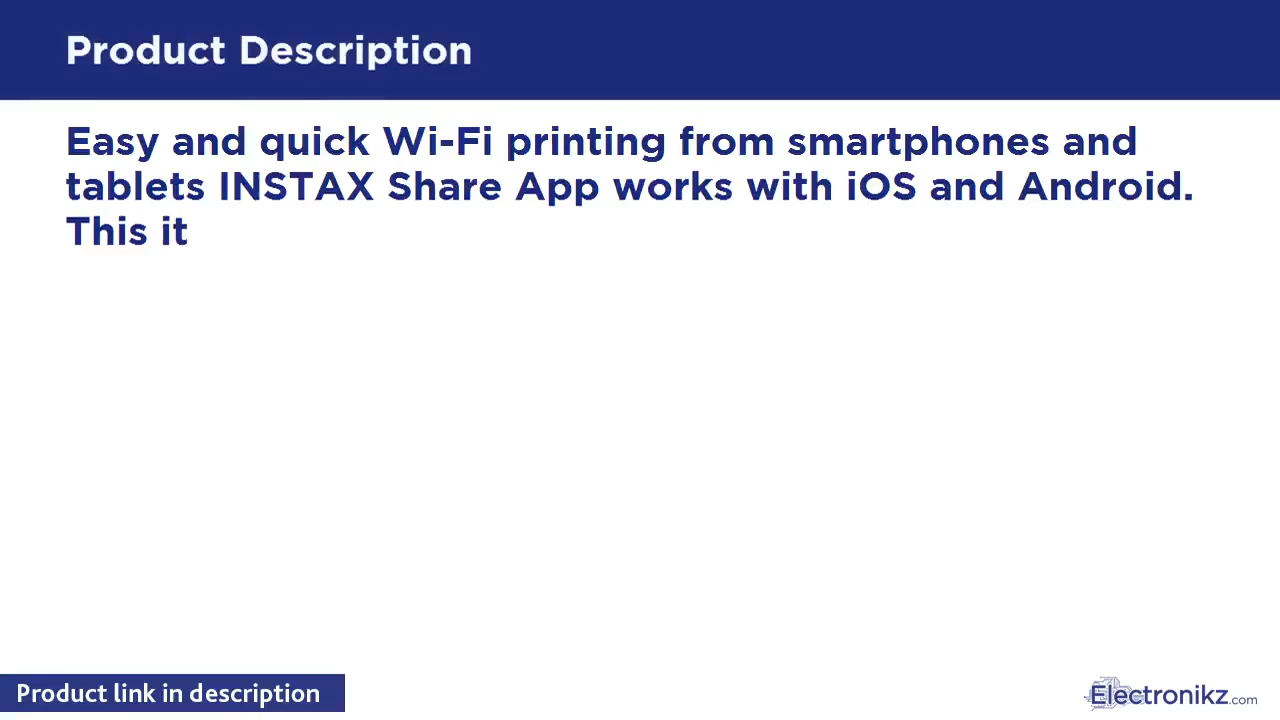 Product Description
Easy and quick Wi-Fi printing from smartphones and
tablets INSTAX Share App works with iOS and Android.
This it
Product link in description
Electronikz.com